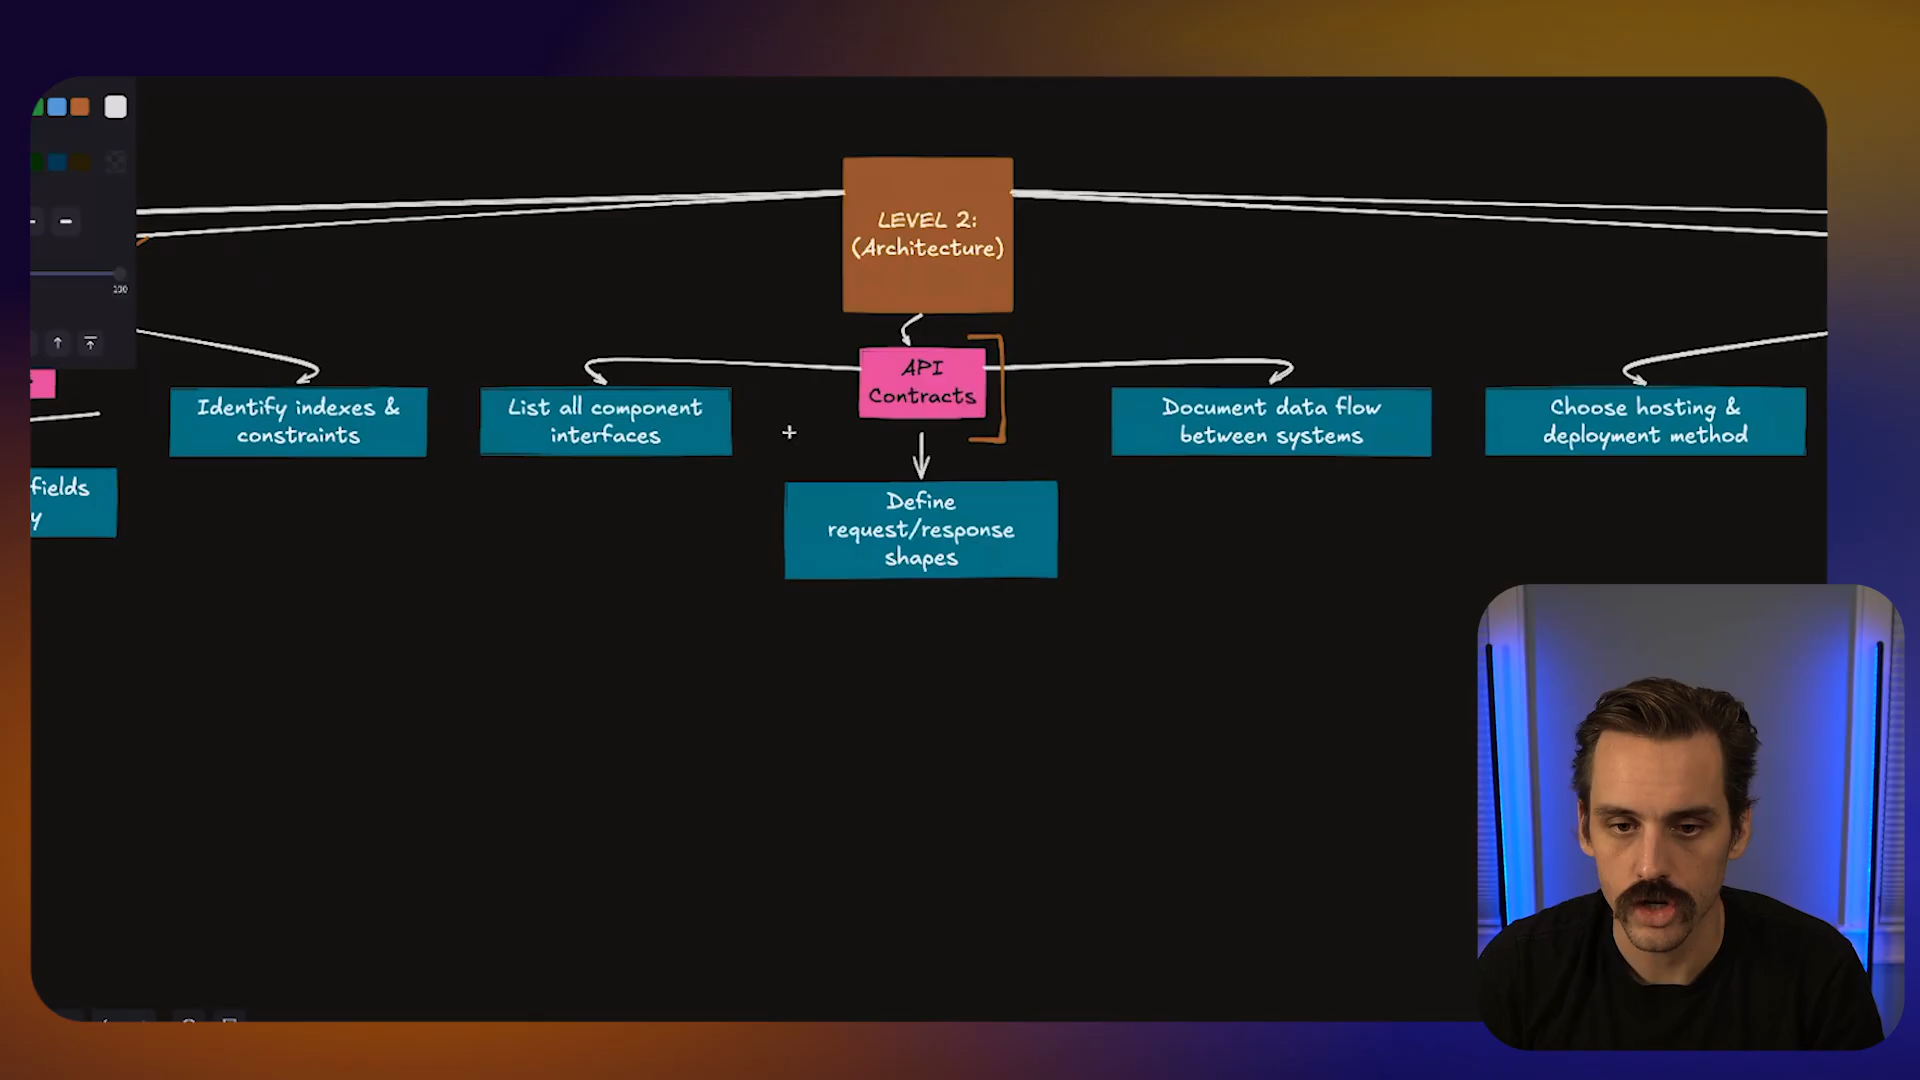 100
LEVEL 2:
(Architecture)
API
Contracts
Identify indexes &
constraints
List all component
interfaces
Document data flow
between systems
Choose hosting &
deployment method
fields
y
Define
request/response
shapes